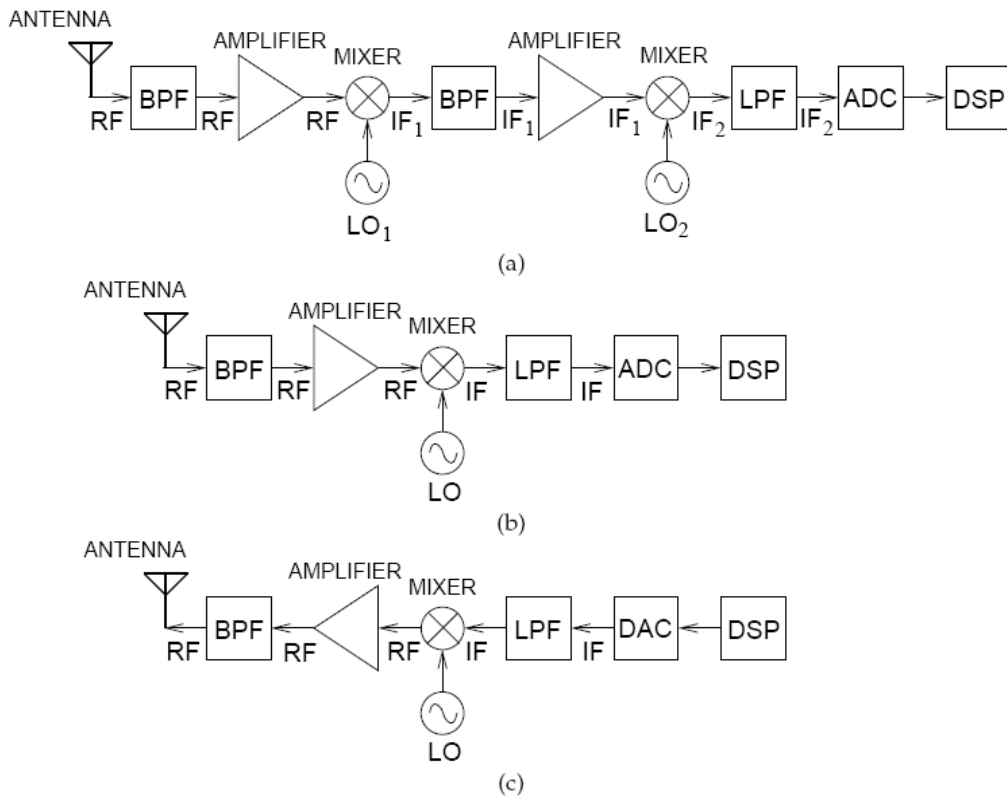 ANTENNA
AMPLIFIER MIXER AMPLIFIER MIXER
BPF BPF LPF ADC DSP
RF RF RF IF₁ IF₁ IF₁ IF₂ IF₂
LO₁ LO₂
(a)
ANTENNA AMPLIFIER MIXER
BPF LPF ADC DSP
RF RF RF IF IF
LO
(b)
ANTENNA AMPLIFIER MIXER
BPF LPF DAC DSP
RF RF RF IF IF
LO
(c)